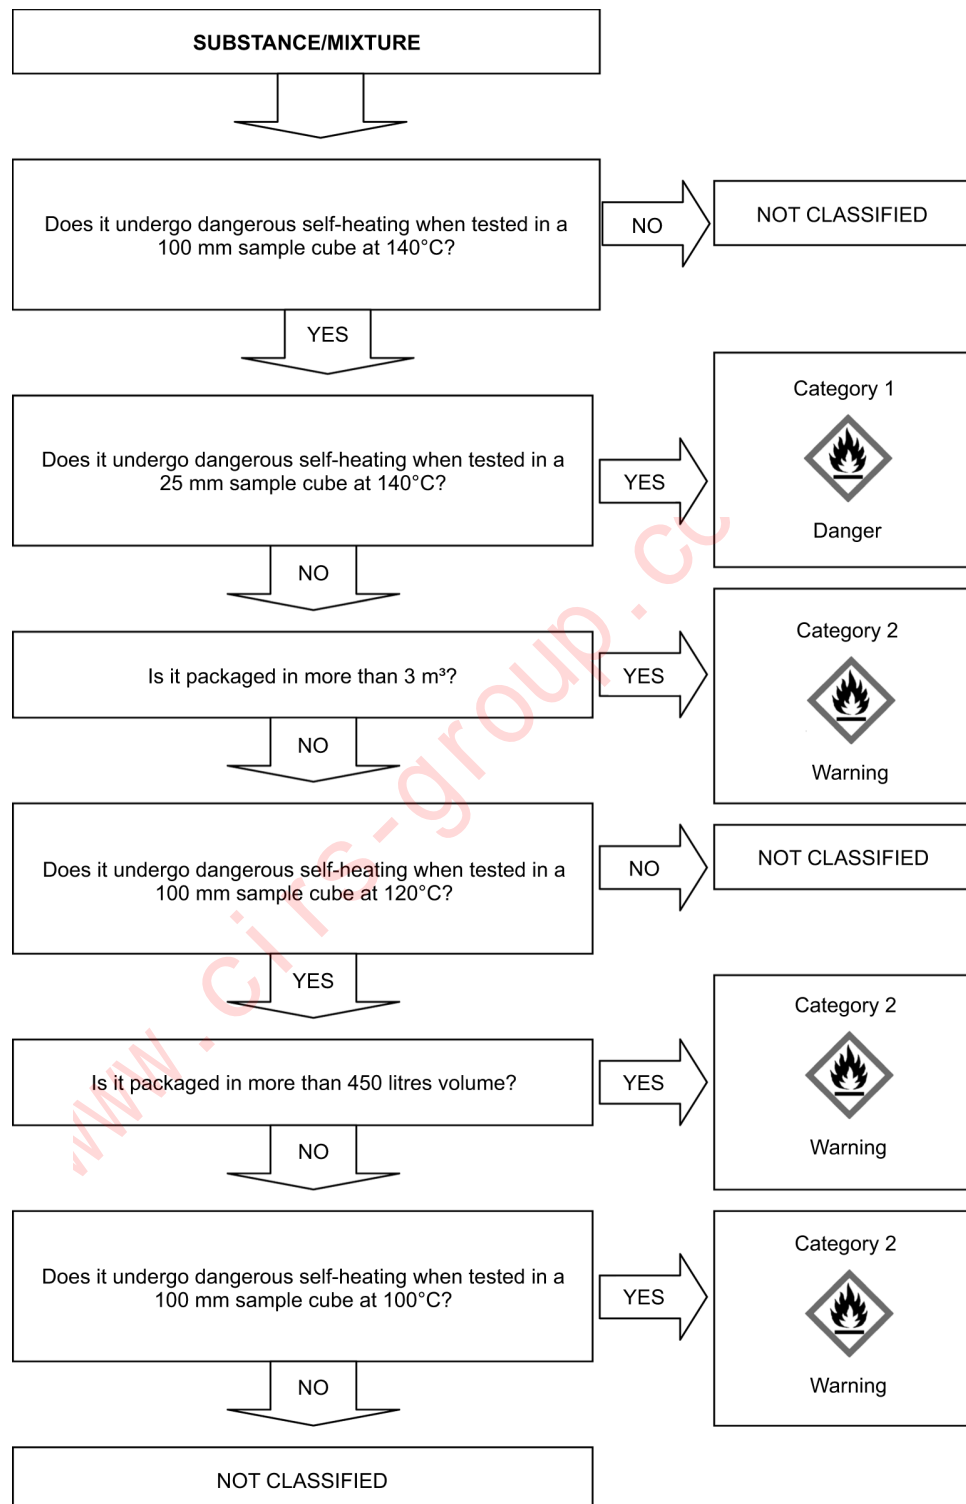 SUBSTANCE/MIXTURE
Does it undergo dangerous self-heating when tested in a
100 mm sample cube at 140°C?
NO
NOT CLASSIFIED
YES
Does it undergo dangerous self-heating when tested in a
25 mm sample cube at 140°C?
YES
Category 1
Danger
NO
Is it packaged in more than 3 m³?
YES
Category 2
Warning
NO
Does it undergo dangerous self-heating when tested in a
100 mm sample cube at 120°C?
NO
NOT CLASSIFIED
YES
Is it packaged in more than 450 litres volume?
YES
Category 2
Warning
NO
Does it undergo dangerous self-heating when tested in a
100 mm sample cube at 100°C?
YES
Category 2
Warning
NO
NOT CLASSIFIED
www.cirs-group.co